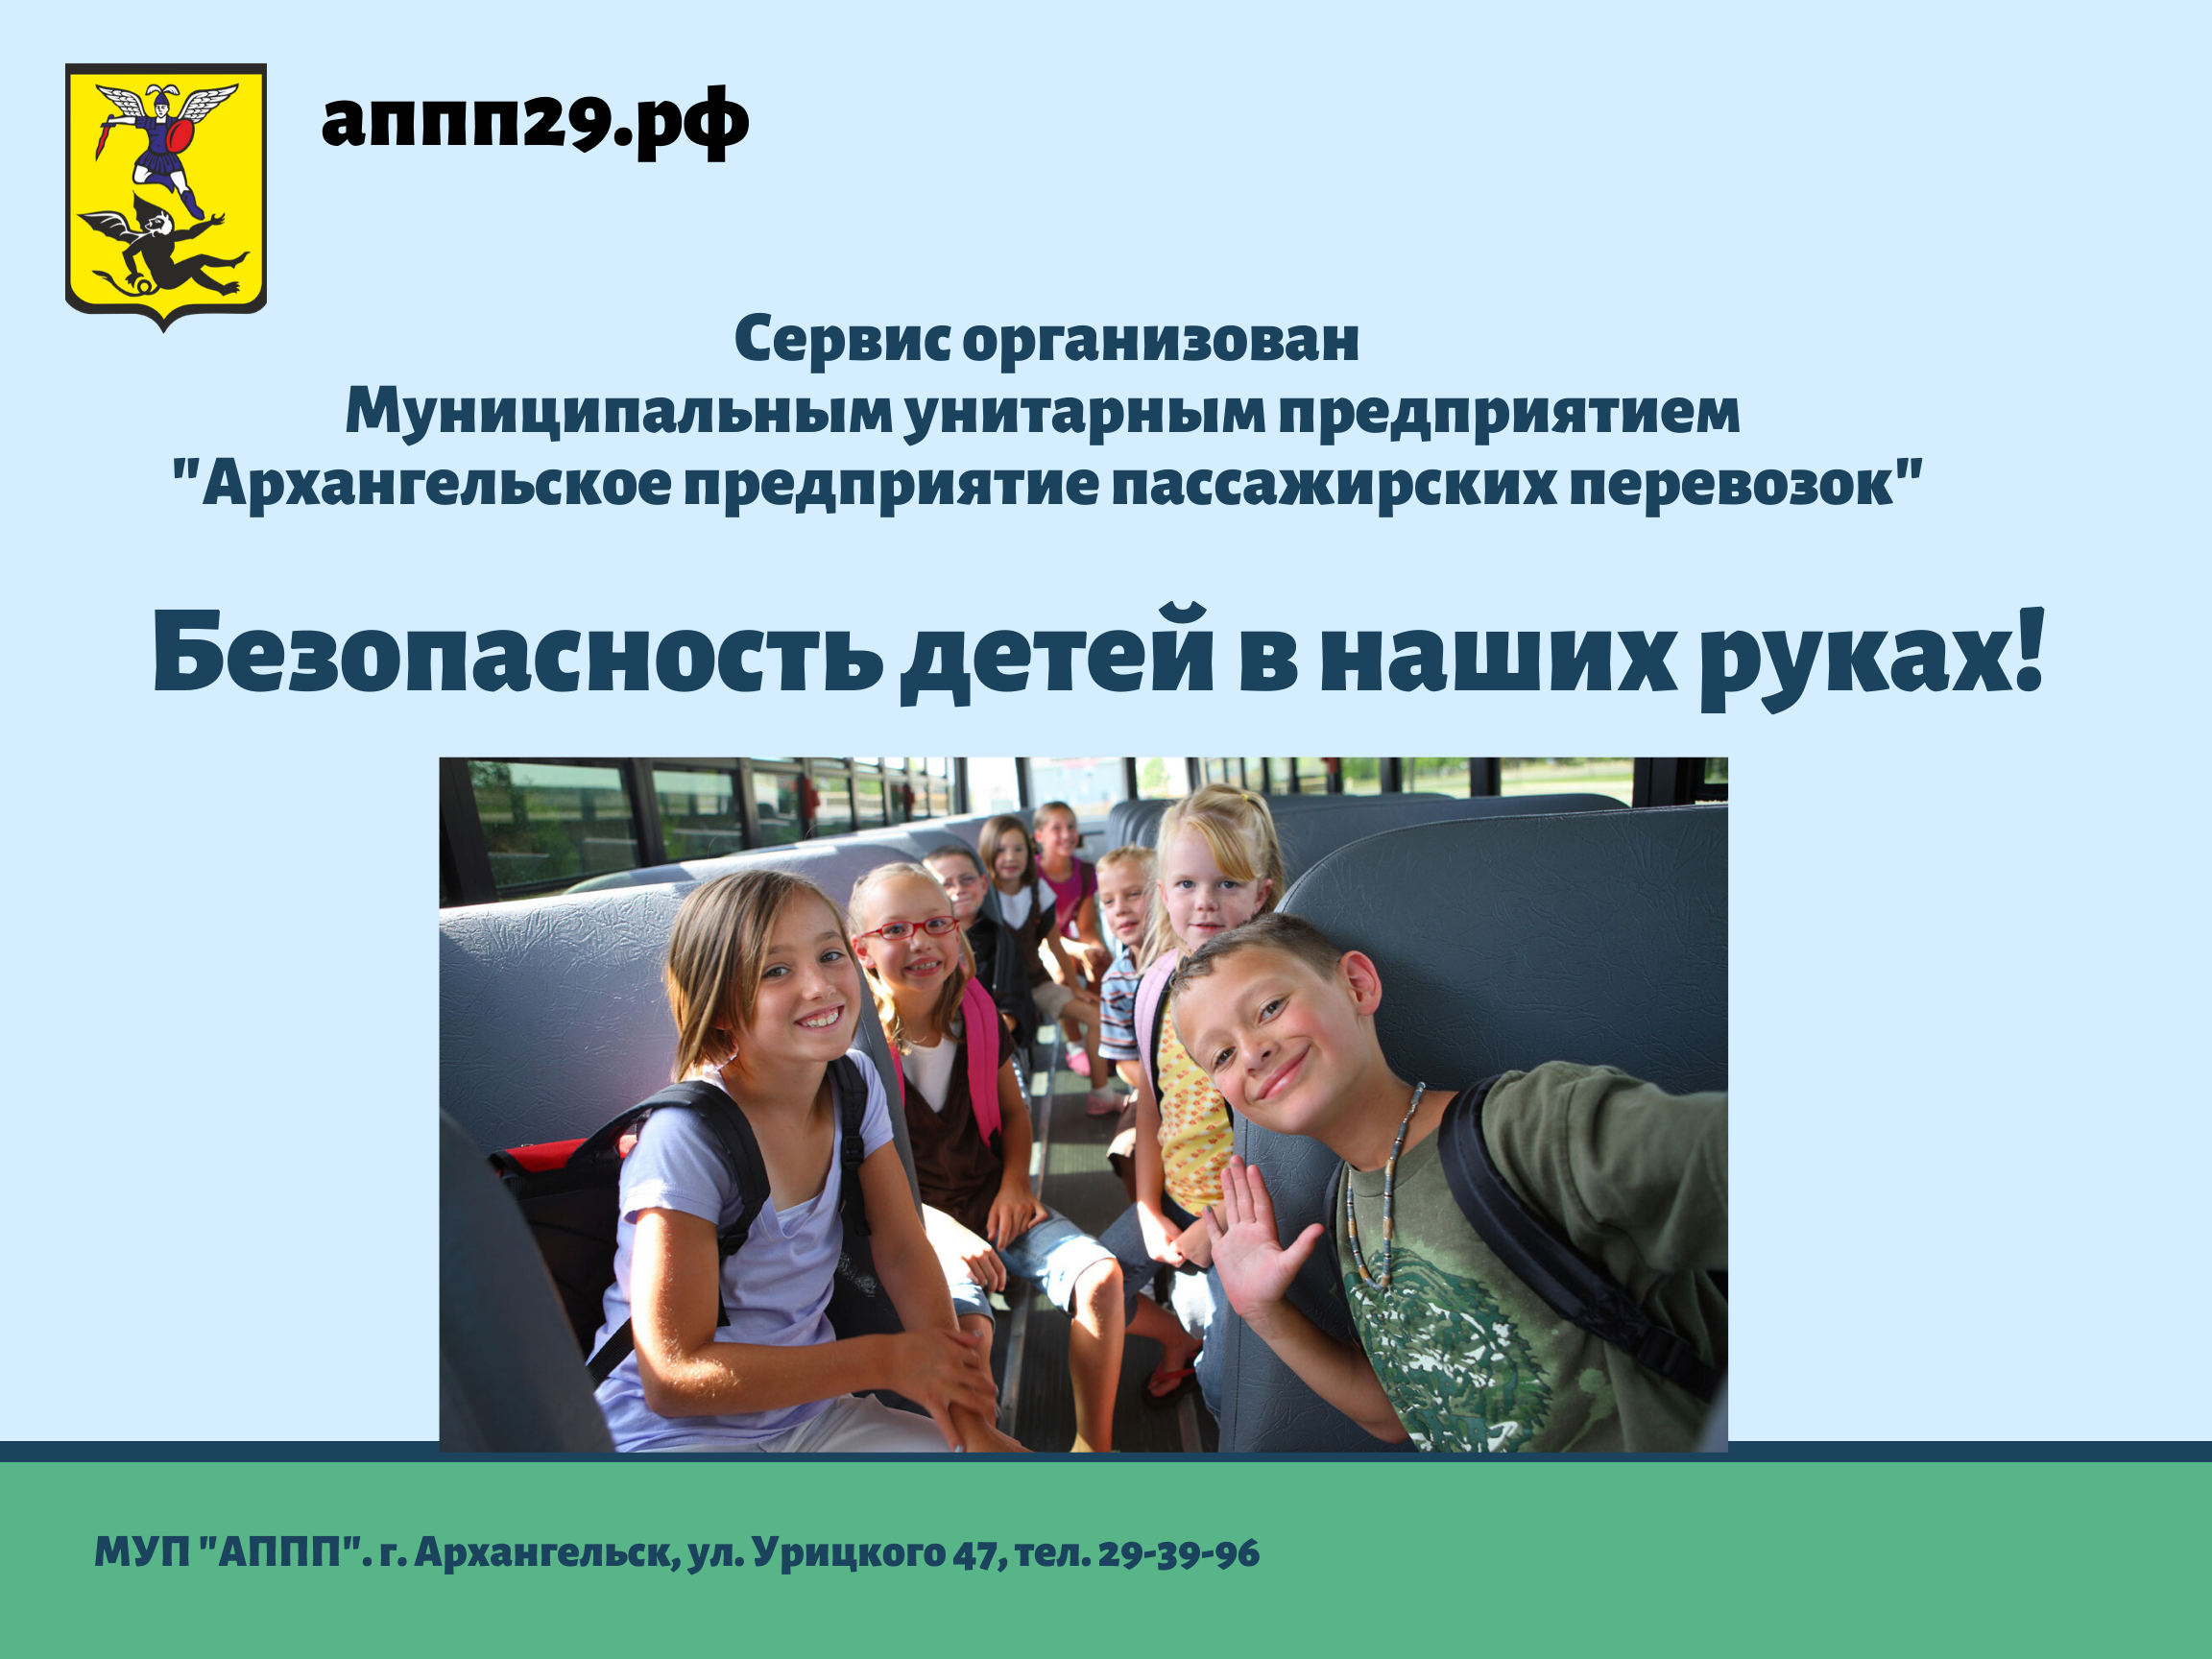 аппп29.рф
Сервис организован
Муниципальным унитарным предприятием
"Архангельское предприятие пассажирских перевозок"
Безопасность детей в наших руках!
МУП "АППП". г. Архангельск, ул. Урицкого 47, тел. 29-39-96